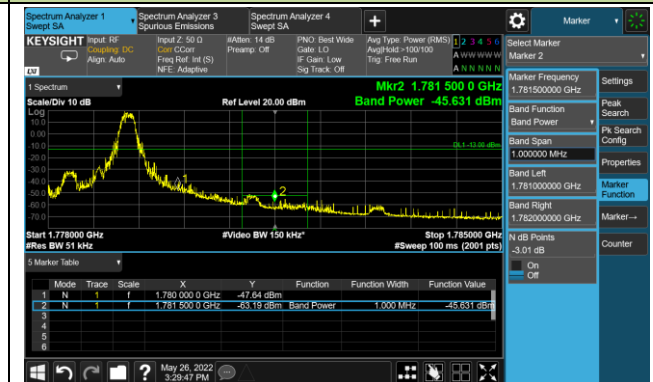 Spectrum Analyzer 1
Swept SA
Spectrum Analyzer 3
Spurious Emissions
Spectrum Analyzer 4
Swept SA
+
Marker
KEYSIGHT
Input: RF
Coupling: DC
Align: Auto
Input Z: 50 Ω
Corr CCorr
Freq Ref: Int (S)
NFE: Adaptive
#Atten: 14 dB
Preamp: Off
PNO: Best Wide
Gate: LO
IF Gain: Low
Sig Track: Off
Avg Type: Power (RMS)
Avg|Hold:>100/100
Trig: Free Run
1 2 3 4 5 6
A W W W W W
A N N N N N
LXI
Select Marker
Marker 2
1 Spectrum
Scale/Div 10 dB
Ref Level 20.00 dBm
Mkr2 1.781 500 0 GHz
Band Power -45.631 dBm
Log
10.0
0.00
-10.0
-20.0
-30.0
-40.0
-50.0
-60.0
-70.0
DL1 -13.00 dBm
1
2
Start 1.778000 GHz
#Res BW 51 kHz
#Video BW 150 kHz*
Stop 1.785000 GHz
#Sweep 100 ms (2001 pts)
5 Marker Table
Mode Trace Scale X Y Function Function Width Function Value
1 N 1 f 1.780 000 0 GHz -47.64 dBm
2 N 1 f 1.781 500 0 GHz -63.19 dBm Band Power 1.000 MHz -45.631 dBm
3
4
5
6
Marker Frequency
1.781500000 GHz
Band Function
Band Power
Band Span
1.000000 MHz
Band Left
1.781000000 GHz
Band Right
1.782000000 GHz
N dB Points
-3.01 dB
On
Off
Settings
Peak
Search
Pk Search
Config
Properties
Marker
Function
Marker→
Counter
?
May 26, 2022
3:29:47 PM